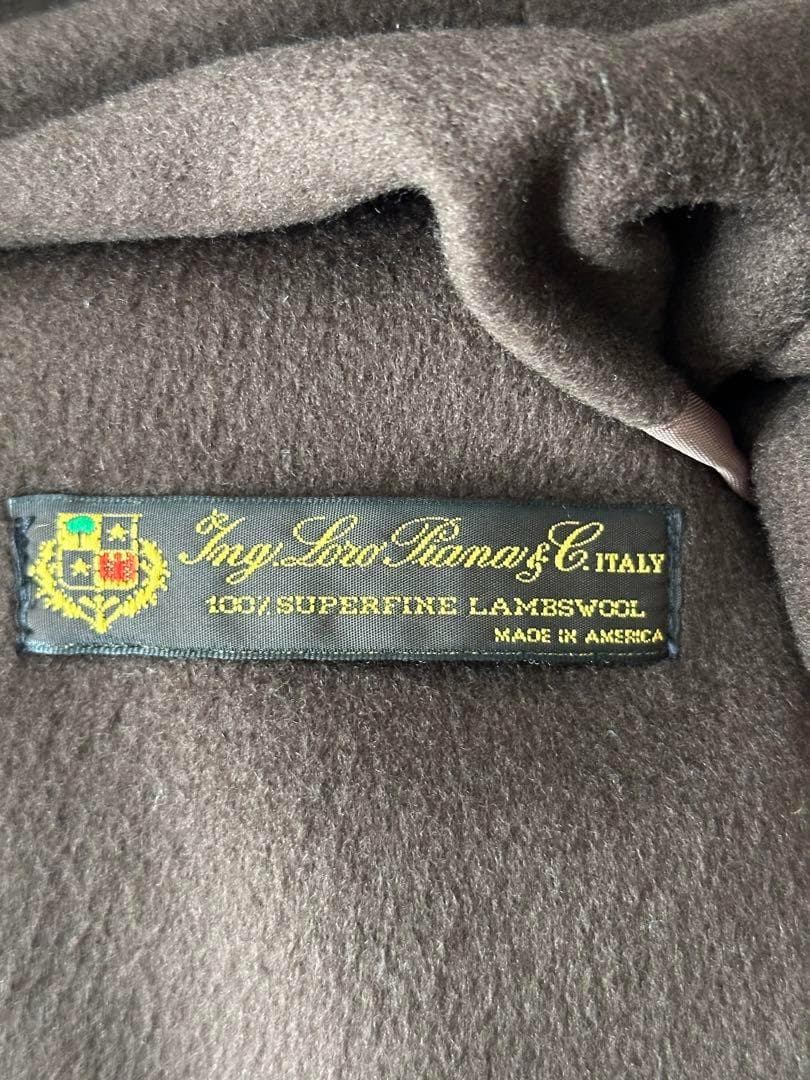 Ing. Loro Piana & C. ITALY
100% SUPERFINE LAMBSWOOL
MADE IN AMERICA